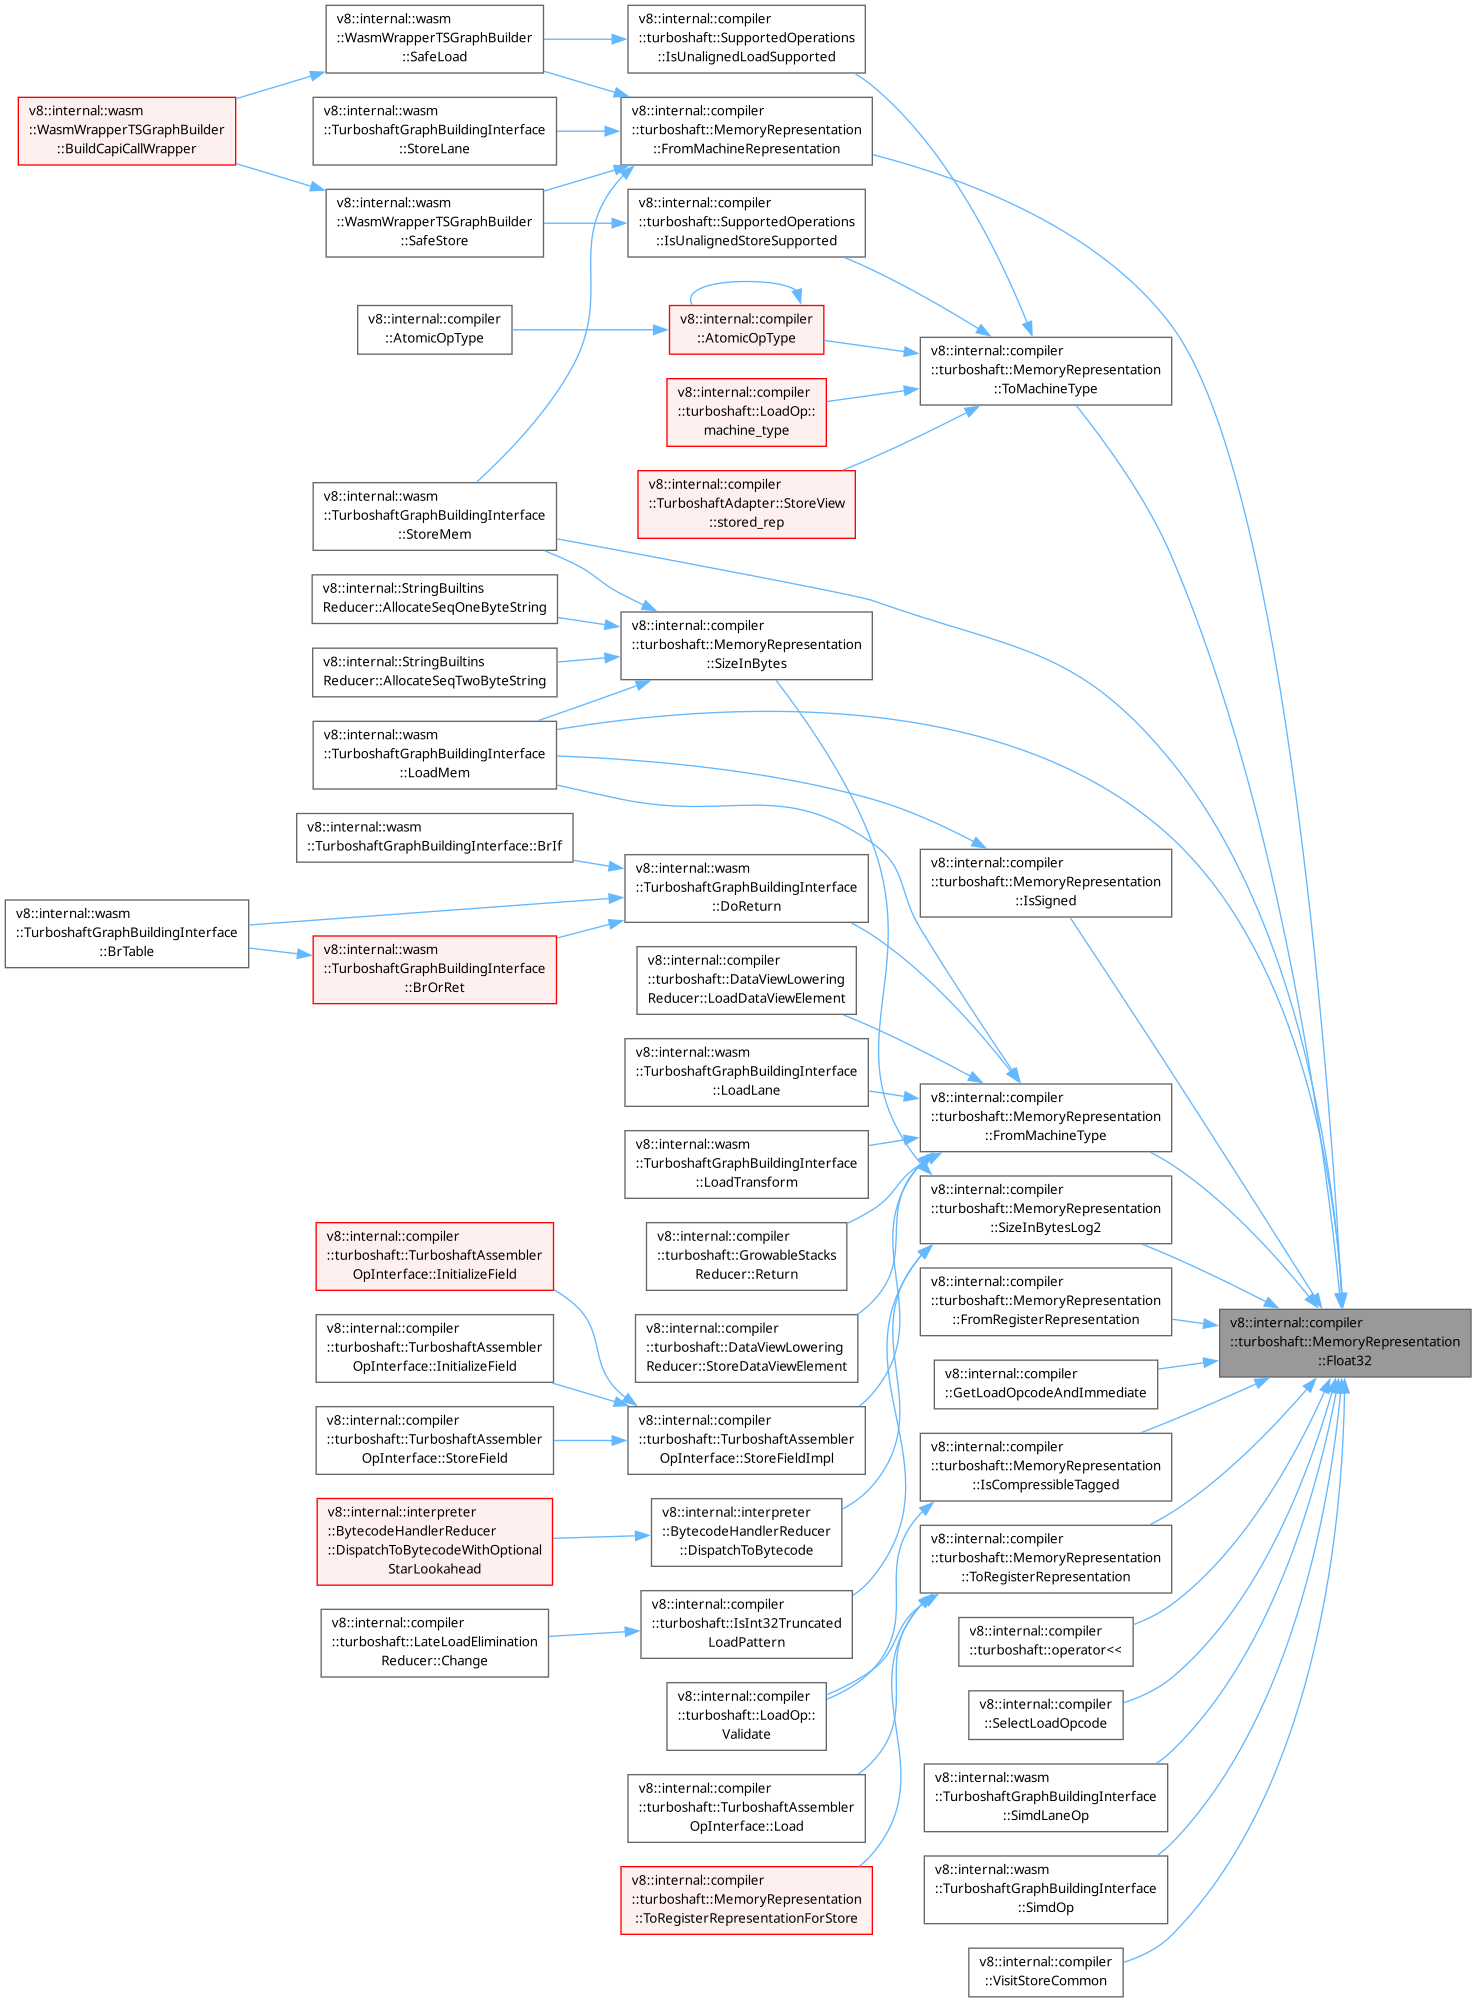 v8::internal::wasm
::WasmWrapperTSGraphBuilder
::SafeLoad
v8::internal::compiler
::turboshaft::SupportedOperations
::IsUnalignedLoadSupported
v8::internal::wasm
::WasmWrapperTSGraphBuilder
::BuildCapiCallWrapper
v8::internal::wasm
::TurboshaftGraphBuildingInterface
::StoreLane
v8::internal::compiler
::turboshaft::MemoryRepresentation
::FromMachineRepresentation
v8::internal::wasm
::WasmWrapperTSGraphBuilder
::SafeStore
v8::internal::compiler
::turboshaft::SupportedOperations
::IsUnalignedStoreSupported
v8::internal::compiler
::AtomicOpType
v8::internal::compiler
::AtomicOpType
v8::internal::compiler
::turboshaft::MemoryRepresentation
::ToMachineType
v8::internal::compiler
::turboshaft::LoadOp::
machine_type
v8::internal::compiler
::TurboshaftAdapter::StoreView
::stored_rep
v8::internal::wasm
::TurboshaftGraphBuildingInterface
::StoreMem
v8::internal::StringBuiltins
Reducer::AllocateSeqOneByteString
v8::internal::compiler
::turboshaft::MemoryRepresentation
::SizeInBytes
v8::internal::StringBuiltins
Reducer::AllocateSeqTwoByteString
v8::internal::wasm
::TurboshaftGraphBuildingInterface
::LoadMem
v8::internal::wasm
::TurboshaftGraphBuildingInterface::BrIf
v8::internal::wasm
::TurboshaftGraphBuildingInterface
::DoReturn
v8::internal::compiler
::turboshaft::MemoryRepresentation
::IsSigned
v8::internal::wasm
::TurboshaftGraphBuildingInterface
::BrTable
v8::internal::wasm
::TurboshaftGraphBuildingInterface
::BrOrRet
v8::internal::compiler
::turboshaft::DataViewLowering
Reducer::LoadDataViewElement
v8::internal::wasm
::TurboshaftGraphBuildingInterface
::LoadLane
v8::internal::compiler
::turboshaft::MemoryRepresentation
::FromMachineType
v8::internal::wasm
::TurboshaftGraphBuildingInterface
::LoadTransform
v8::internal::compiler
::turboshaft::MemoryRepresentation
::SizeInBytesLog2
v8::internal::compiler
::turboshaft::TurboshaftAssembler
OpInterface::InitializeField
v8::internal::compiler
::turboshaft::GrowableStacks
Reducer::Return
v8::internal::compiler
::turboshaft::MemoryRepresentation
::FromRegisterRepresentation
v8::internal::compiler
::turboshaft::MemoryRepresentation
::Float32
v8::internal::compiler
::turboshaft::TurboshaftAssembler
OpInterface::InitializeField
v8::internal::compiler
::turboshaft::DataViewLowering
Reducer::StoreDataViewElement
v8::internal::compiler
::GetLoadOpcodeAndImmediate
v8::internal::compiler
::turboshaft::TurboshaftAssembler
OpInterface::StoreField
v8::internal::compiler
::turboshaft::TurboshaftAssembler
OpInterface::StoreFieldImpl
v8::internal::compiler
::turboshaft::MemoryRepresentation
::IsCompressibleTagged
v8::internal::interpreter
::BytecodeHandlerReducer
::DispatchToBytecodeWithOptional
StarLookahead
v8::internal::interpreter
::BytecodeHandlerReducer
::DispatchToBytecode
v8::internal::compiler
::turboshaft::MemoryRepresentation
::ToRegisterRepresentation
v8::internal::compiler
::turboshaft::LateLoadElimination
Reducer::Change
v8::internal::compiler
::turboshaft::IsInt32Truncated
LoadPattern
v8::internal::compiler
::turboshaft::operator<<
v8::internal::compiler
::turboshaft::LoadOp::
Validate
v8::internal::compiler
::SelectLoadOpcode
v8::internal::compiler
::turboshaft::TurboshaftAssembler
OpInterface::Load
v8::internal::wasm
::TurboshaftGraphBuildingInterface
::SimdLaneOp
v8::internal::compiler
::turboshaft::MemoryRepresentation
::ToRegisterRepresentationForStore
v8::internal::wasm
::TurboshaftGraphBuildingInterface
::SimdOp
v8::internal::compiler
::VisitStoreCommon